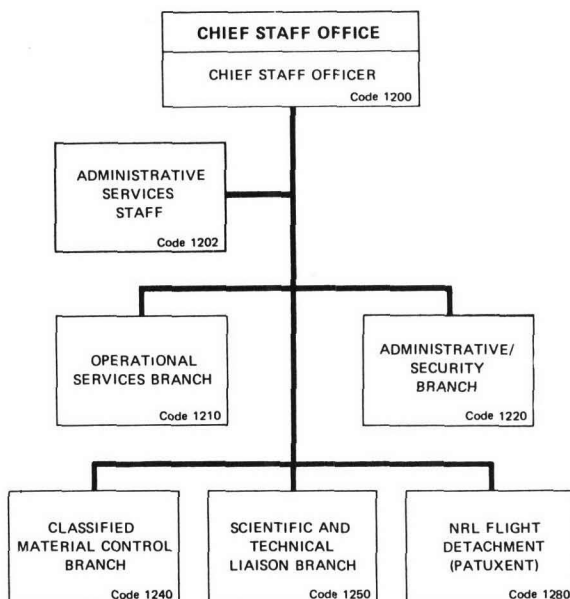 CHIEF STAFF OFFICE
CHIEF STAFF OFFICER
Code 1200
ADMINISTRATIVE
SERVICES
STAFF
Code 1202
OPERATIONAL
SERVICES BRANCH
Code 1210
ADMINISTRATIVE/
SECURITY
BRANCH
Code 1220
CLASSIFIED
MATERIAL CONTROL
BRANCH
Code 1240
SCIENTIFIC AND
TECHNICAL
LIAISON BRANCH
Code 1250
NRL FLIGHT
DETACHMENT
(PATUXENT)
Code 1280